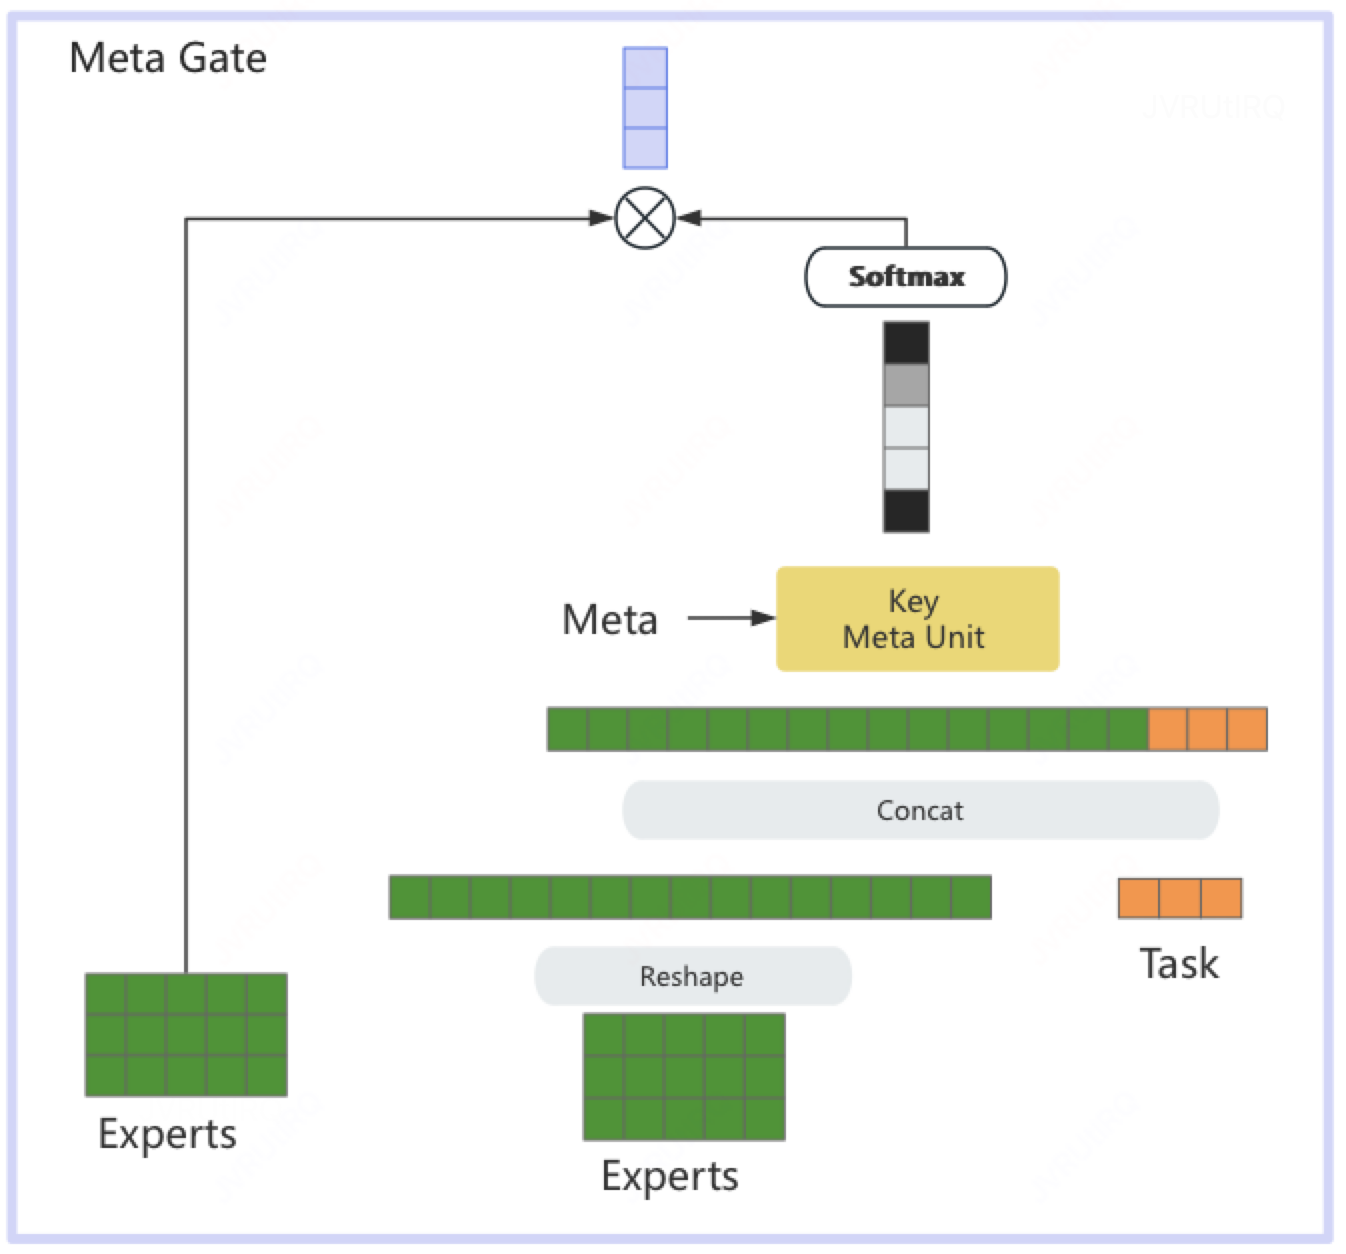 Meta Gate
Softmax
Meta
Key
Meta Unit
Concat
Reshape
Task
Experts
Experts